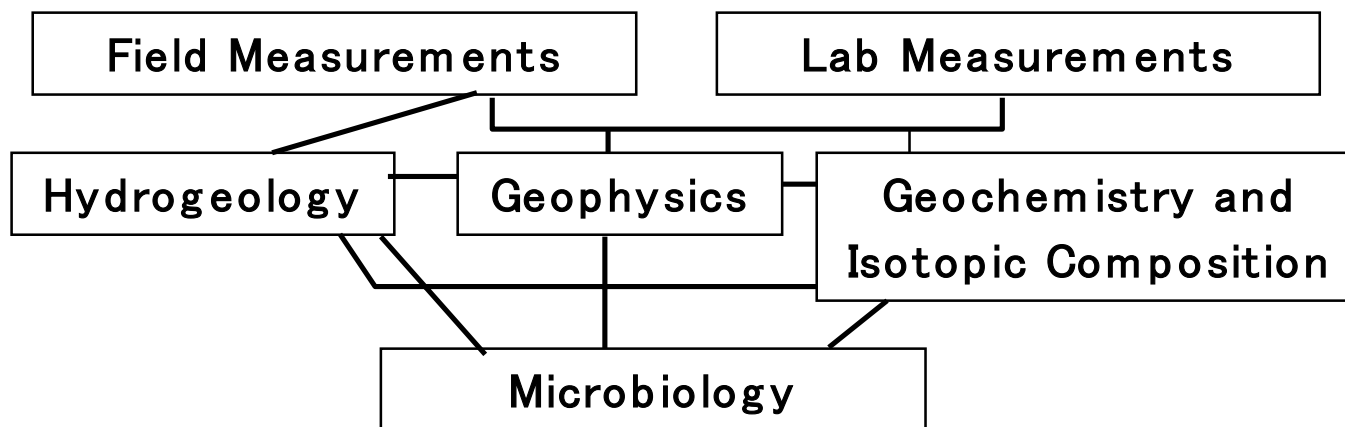 Field Measurements
Lab Measurements
Hydrogeology
Geophysics
Geochemistry and
Isotopic Composition
Microbiology